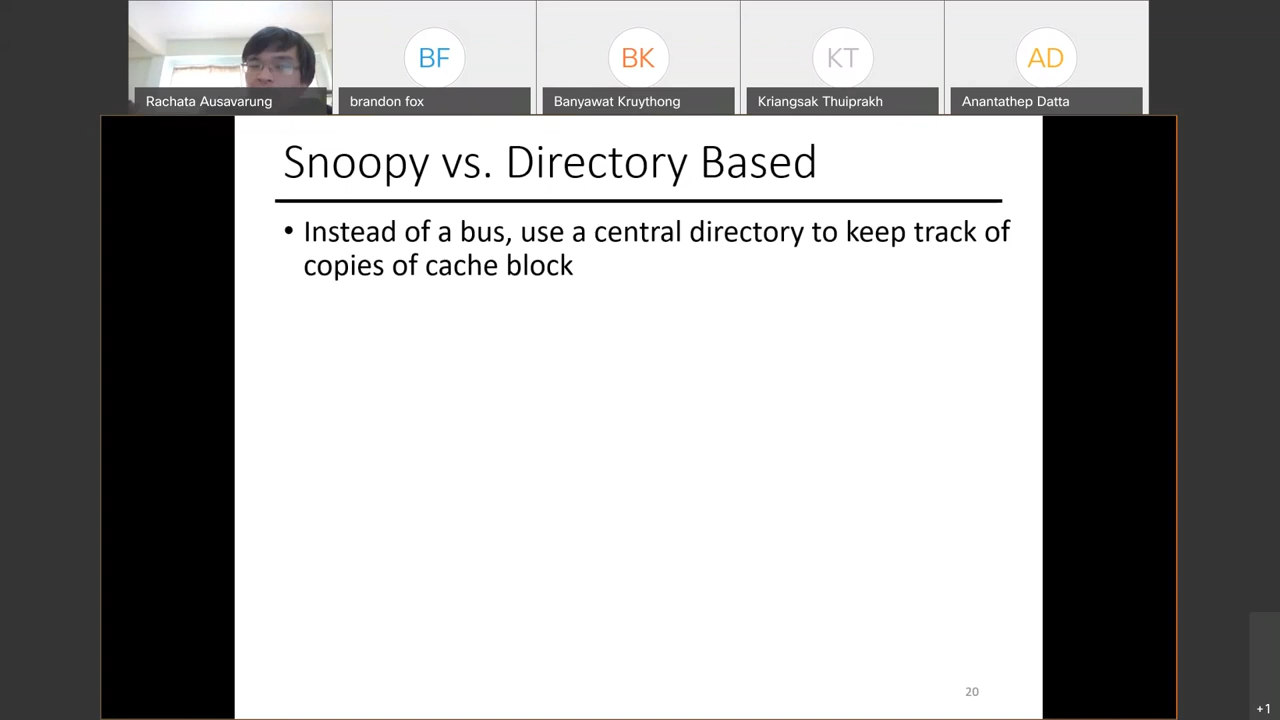 BF
BK
KT
AD
Rachata Ausavarung
brandon fox
Banyawat Kruythong
Kriangsak Thuiprakh
Anantathep Datta
Snoopy vs. Directory Based
• Instead of a bus, use a central directory to keep track of
copies of cache block
20
+1